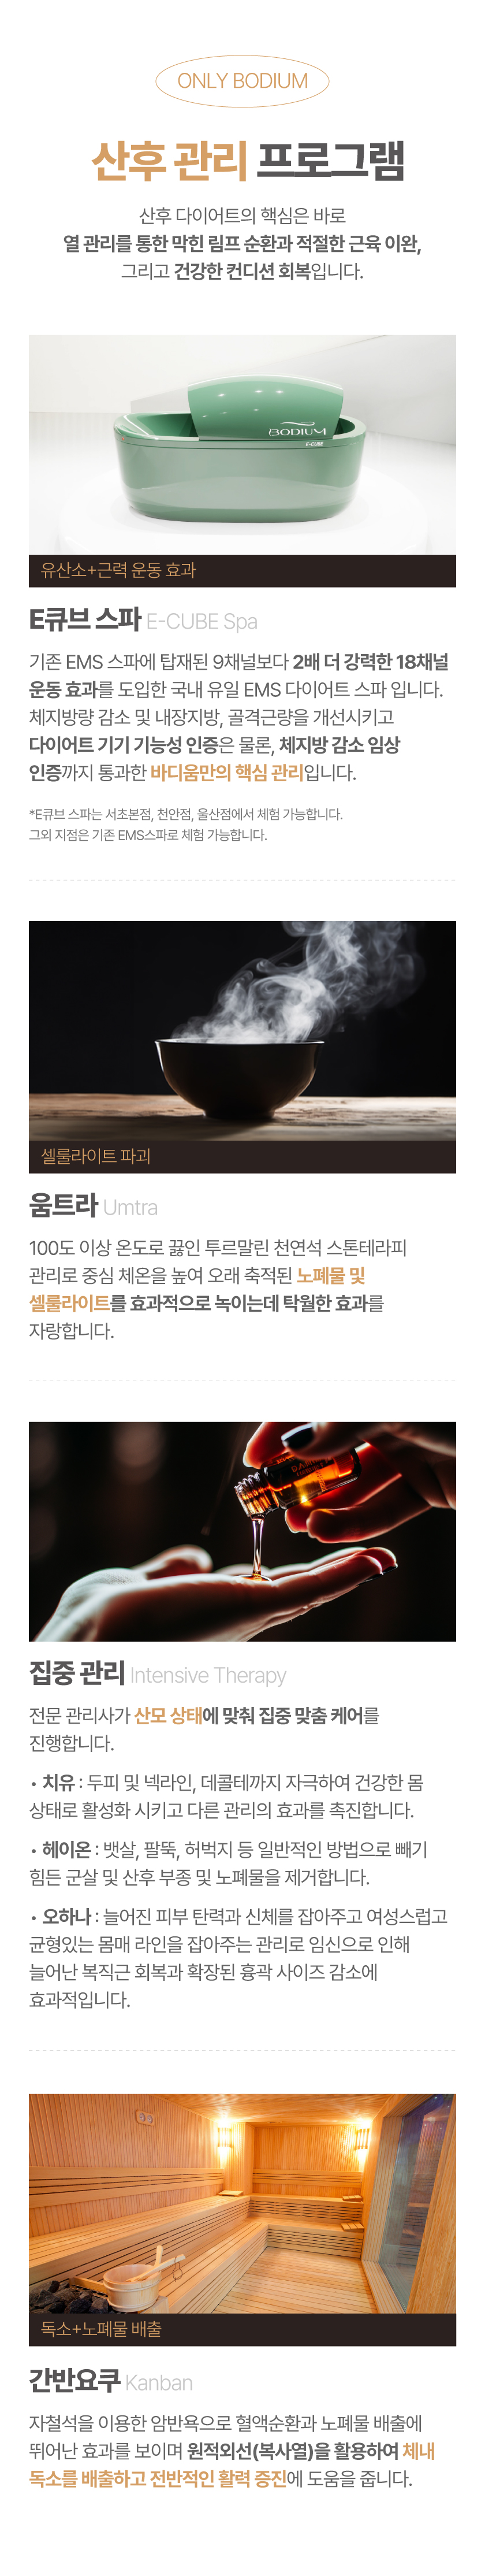 ONLY BODIUM
산후 관리 프로그램
산후 다이어트의 핵심은 바로
열 관리를 통한 막힌 림프 순환과 적절한 근육 이완,
그리고 건강한 컨디션 회복입니다.
BODIUM
E-CUBE
유산소+근력 운동 효과
E큐브 스파 E-CUBE Spa
기존 EMS 스파에 탑재된 9채널보다 2배 더 강력한 18채널
운동 효과를 도입한 국내 유일 EMS 다이어트 스파 입니다.
체지방량 감소 및 내장지방, 골격근량을 개선시키고
다이어트 기기 기능성 인증은 물론, 체지방 감소 임상
인증까지 통과한 바디움만의 핵심 관리입니다.
*E큐브 스파는 서초본점, 천안점, 울산점에서 체험 가능합니다.
그외 지점은 기존 EMS스파로 체험 가능합니다.
셀룰라이트 파괴
움트라 Umtra
100도 이상 온도로 끓인 투르말린 천연석 스톤테라피
관리로 중심 체온을 높여 오래 축적된 노폐물 및
셀룰라이트를 효과적으로 녹이는데 탁월한 효과를
자랑합니다.
집중 관리 Intensive Therapy
전문 관리사가 산모 상태에 맞춰 집중 맞춤 케어를
진행합니다.
• 치유 : 두피 및 넥라인, 데콜테까지 자극하여 건강한 몸
상태로 활성화 시키고 다른 관리의 효과를 촉진합니다.
• 헤이온 : 뱃살, 팔뚝, 허벅지 등 일반적인 방법으로 빼기
힘든 군살 및 산후 부종 및 노폐물을 제거합니다.
• 오하나 : 늘어진 피부 탄력과 신체를 잡아주고 여성스럽고
균형있는 몸매 라인을 잡아주는 관리로 임신으로 인해
늘어난 복직근 회복과 확장된 흉곽 사이즈 감소에
효과적입니다.
독소+노폐물 배출
간반요쿠 Kanban
자철석을 이용한 암반욕으로 혈액순환과 노폐물 배출에
뛰어난 효과를 보이며 원적외선(복사열)을 활용하여 체내
독소를 배출하고 전반적인 활력 증진에 도움을 줍니다.